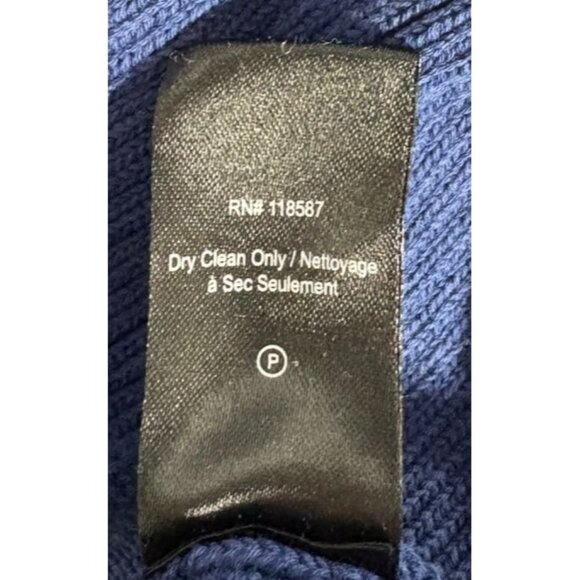 RN# 118587
Dry Clean Only / Nettoyage
à Sec Seulement
P